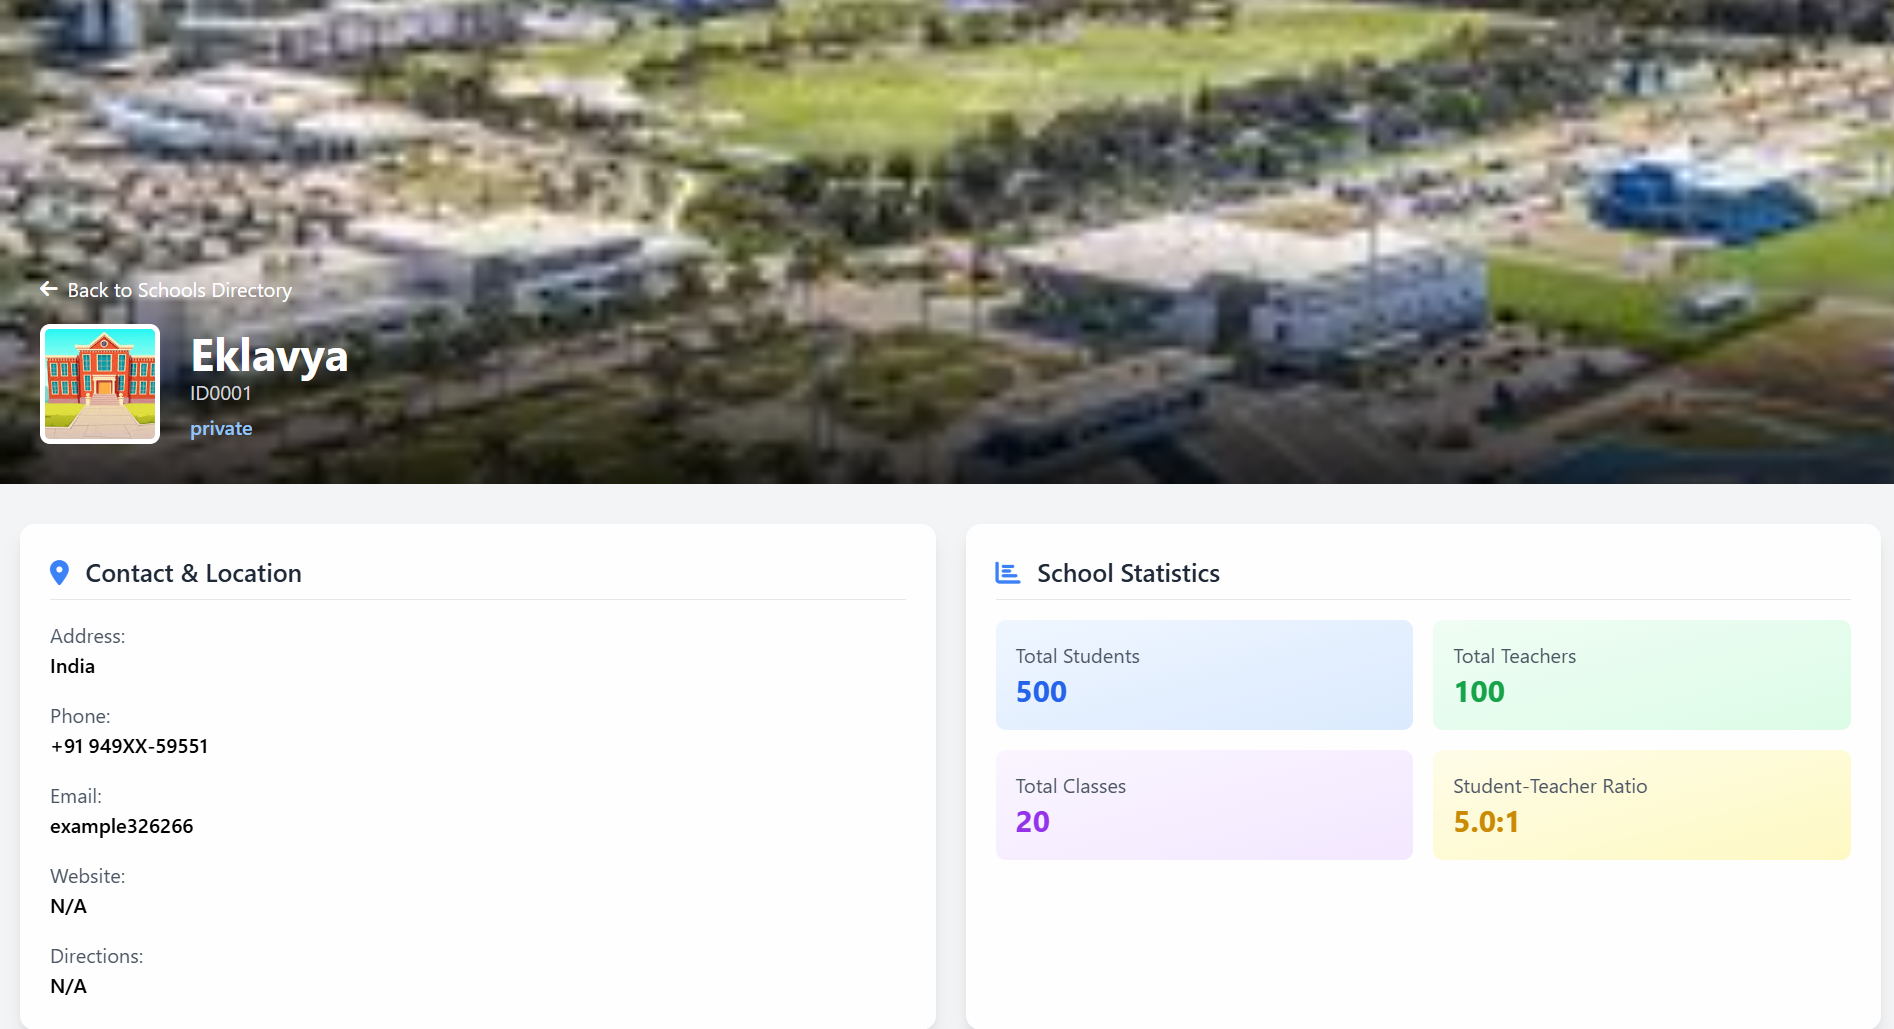 Back to Schools Directory
Eklavya
ID0001
private
Contact & Location
Address:
India
Phone:
+91 949XX-59551
Email:
example326266
Website:
N/A
Directions:
N/A
School Statistics
Total Students
500
Total Teachers
100
Total Classes
20
Student-Teacher Ratio
5.0:1